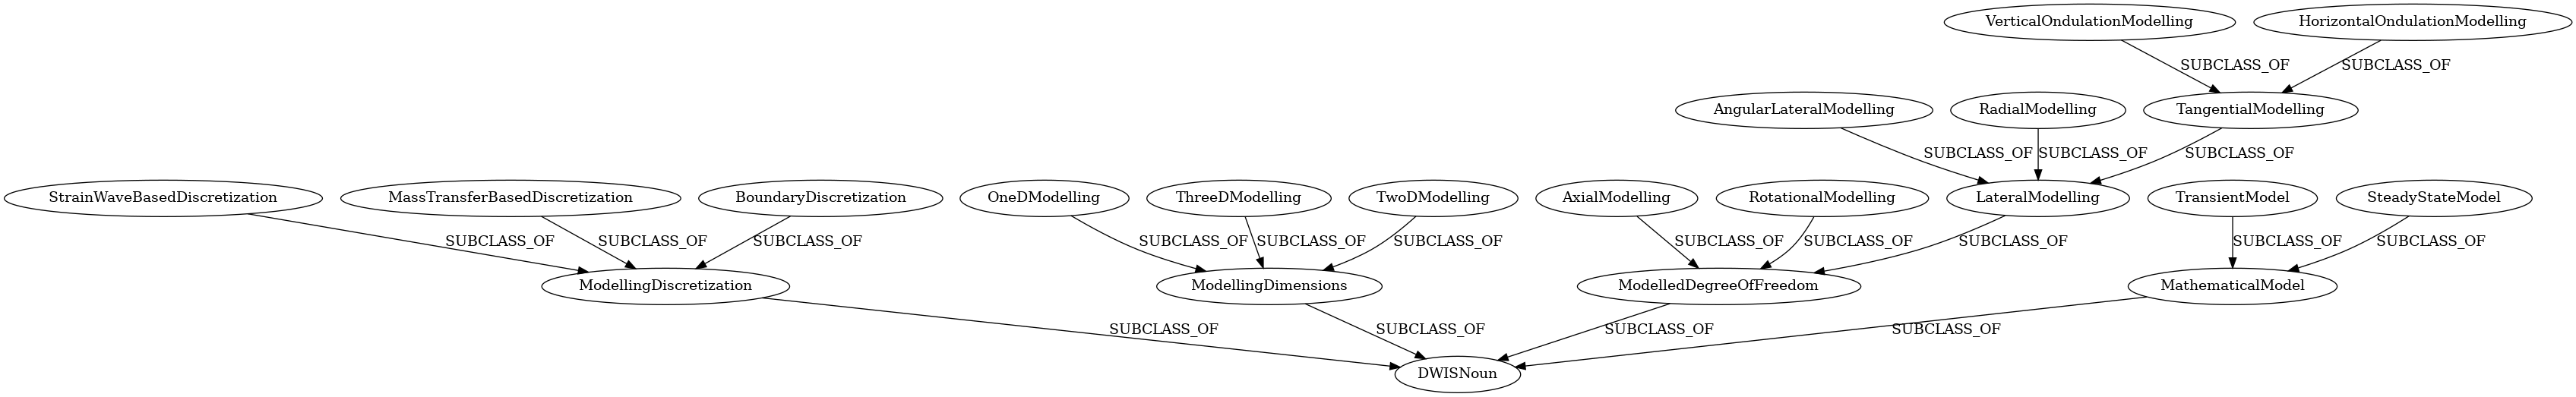 VerticalOndulationModelling
HorizontalOndulationModelling
SUBCLASS_OF
SUBCLASS_OF
AngularLateralModelling
RadialModelling
TangentialModelling
SUBCLASS_OF
SUBCLASS_OF
SUBCLASS_OF
StrainWaveBasedDiscretization
MassTransferBasedDiscretization
BoundaryDiscretization
OneDModelling
ThreeDModelling
TwoDModelling
AxialModelling
RotationalModelling
LateralModelling
TransientModel
SteadyStateModel
SUBCLASS_OF
SUBCLASS_OF
SUBCLASS_OF
SUBCLASS_OF
SUBCLASS_OF
SUBCLASS_OF
SUBCLASS_OF
SUBCLASS_OF
SUBCLASS_OF
SUBCLASS_OF
SUBCLASS_OF
ModellingDiscretization
ModellingDimensions
ModelledDegreeOfFreedom
MathematicalModel
SUBCLASS_OF
SUBCLASS_OF
SUBCLASS_OF
SUBCLASS_OF
DWISNoun